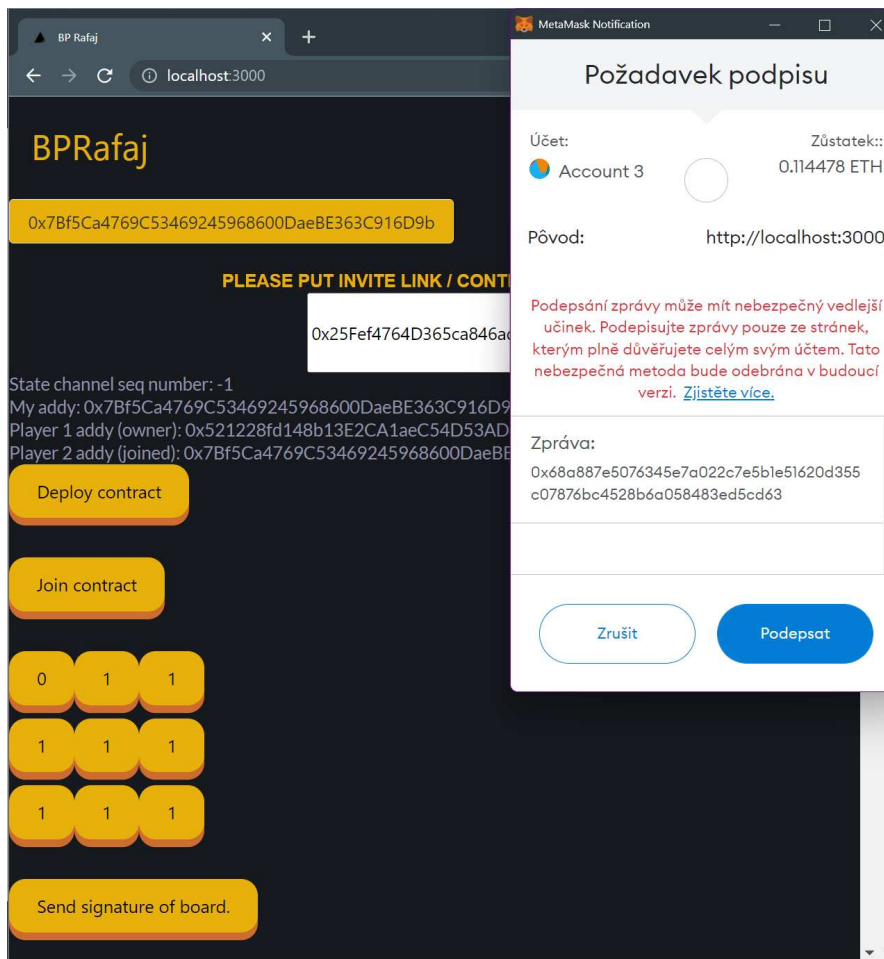 BP Rafaj
localhost:3000
BPRafaj
0x7Bf5Ca4769C53469245968600DaeBE363C916D9b
PLEASE PUT INVITE LINK / CONT
0x25Fef4764D365ca846a
State channel seq number: -1
My addy: 0x7Bf5Ca4769C53469245968600DaeBE363C916D9
Player 1 addy (owner): 0x521228fd148b13E2CA1aeC54D53AD
Player 2 addy (joined): 0x7Bf5Ca4769C53469245968600DaeBE
Deploy contract
Join contract
0 1 1
1 1 1
1 1 1
Send signature of board.
MetaMask Notification
Požadavek podpisu
Účet: Zůstatek::
Account 3 0.114478 ETH
Pôvod: http://localhost:3000
Podepsání zprávy může mít nebezpečný vedlejší
učinek. Podepisujte zprávy pouze ze stránek,
kterým plně důvěřujete celým svým účtem. Tato
nebezpečná metoda bude odebrána v budoucí
verzi. Zjistěte více.
Zpráva:
0x68a887e5076345e7a022c7e5b1e51620d355
c07876bc4528b6a058483ed5cd63
Zrušit Podepsat